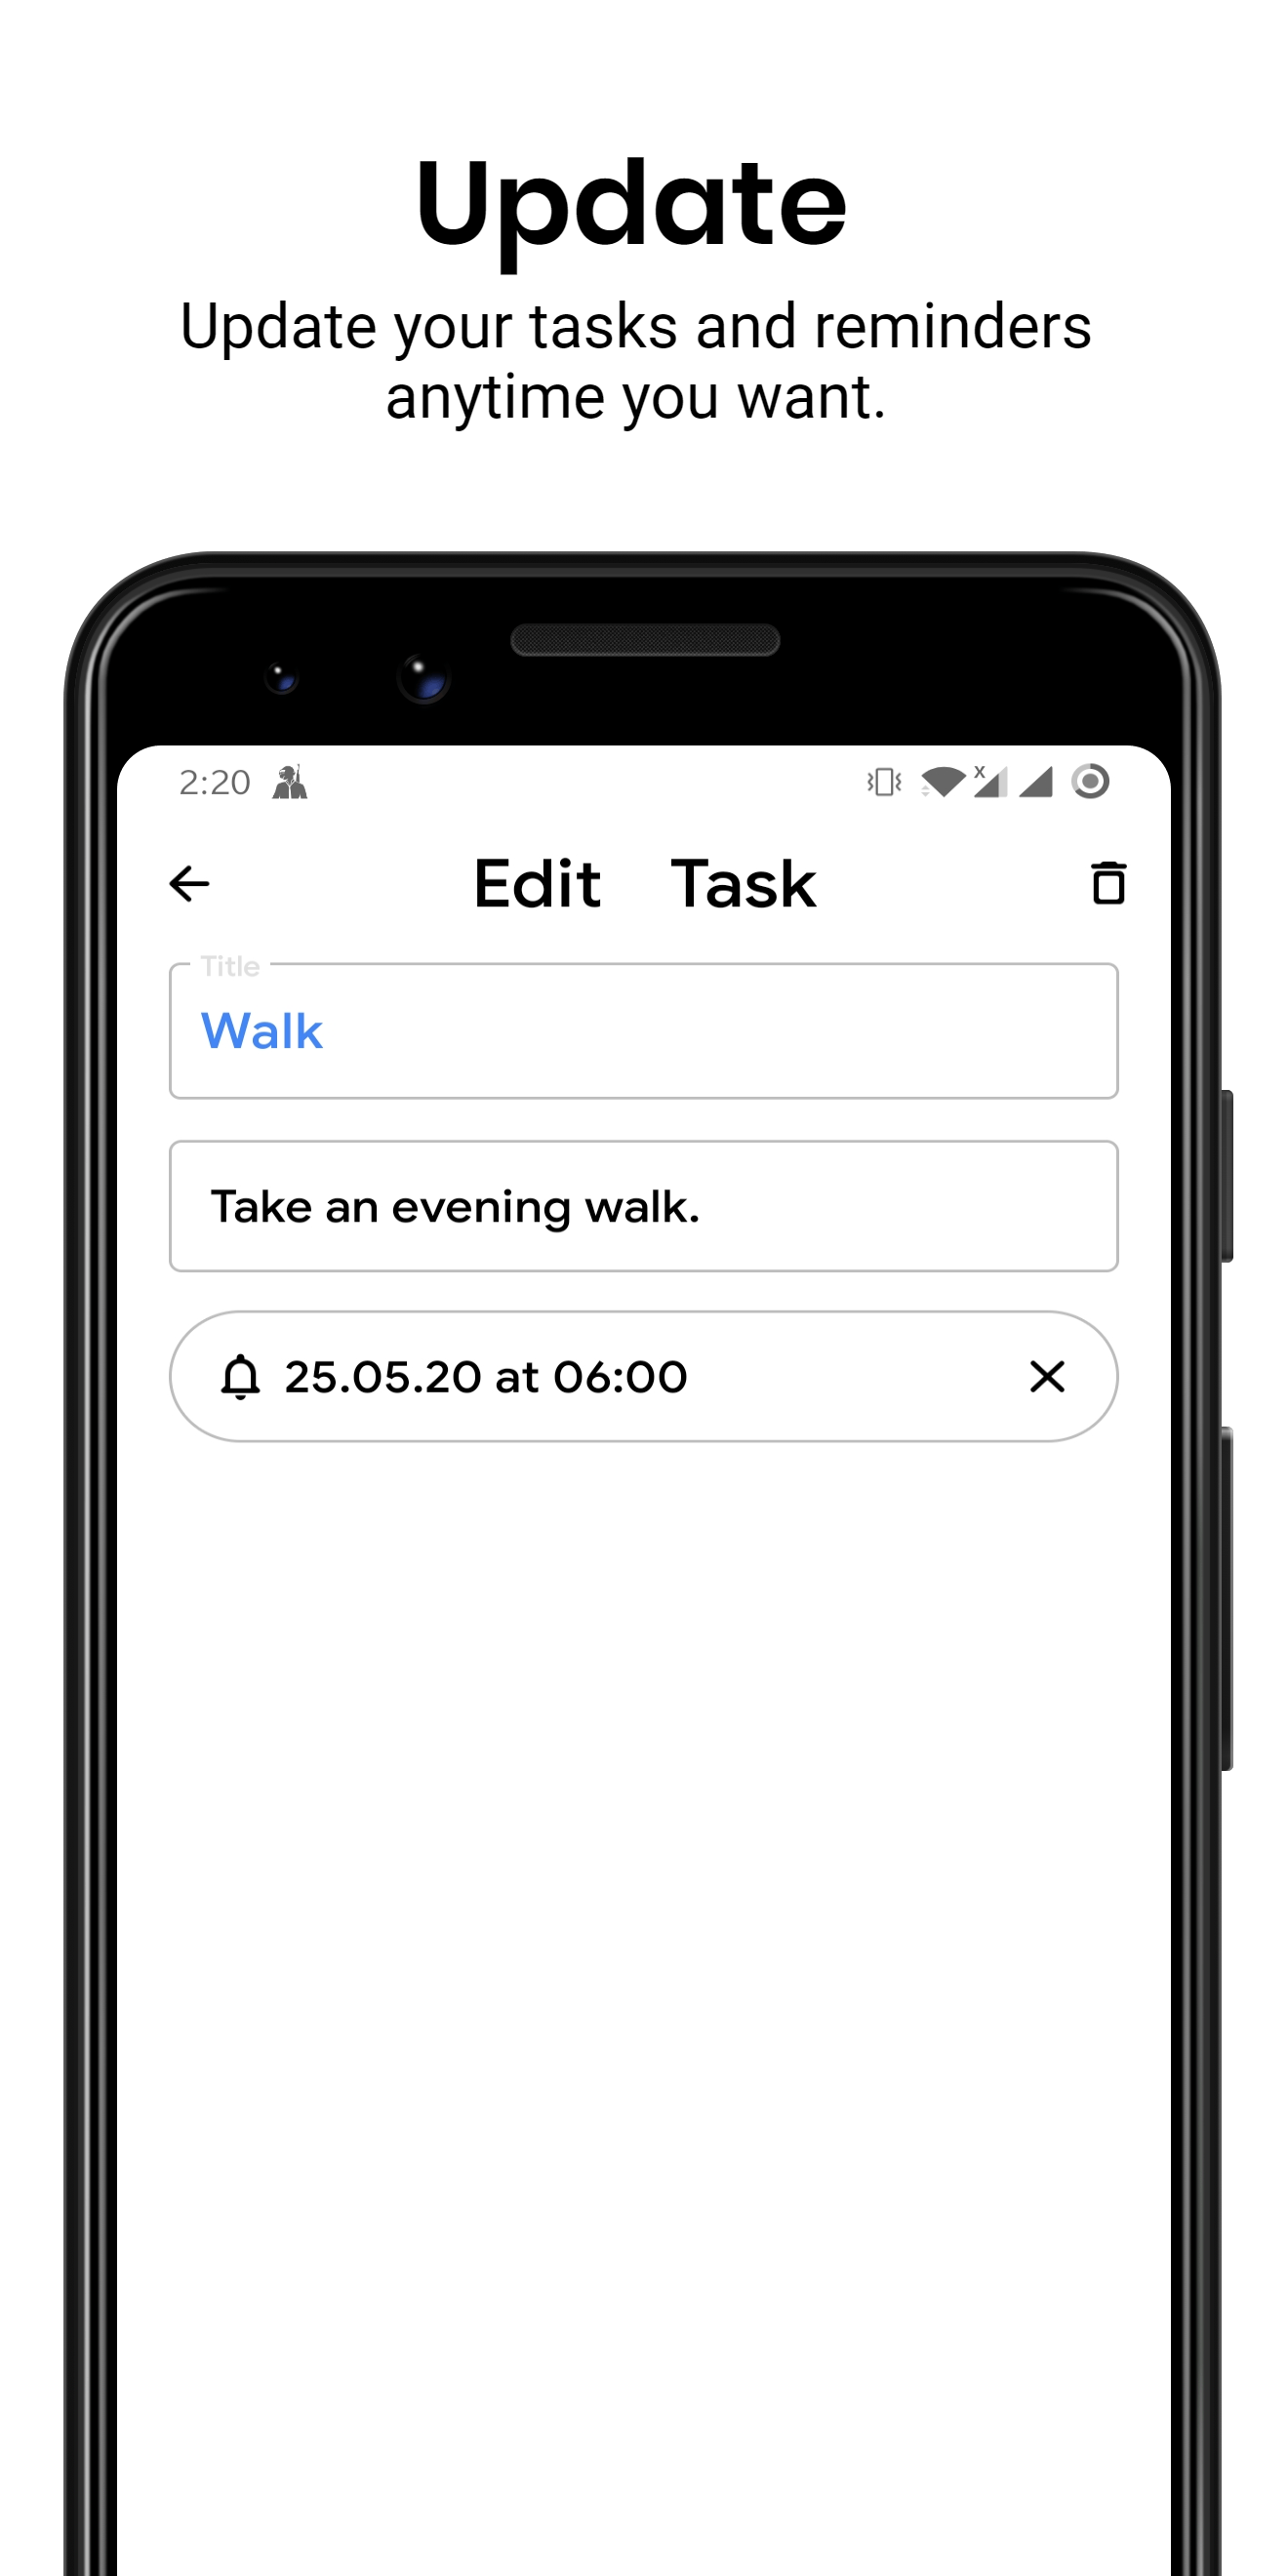 Update
Update your tasks and reminders
anytime you want.
2:20
Edit Task
Title
Walk
Take an evening walk.
25.05.20 at 06:00